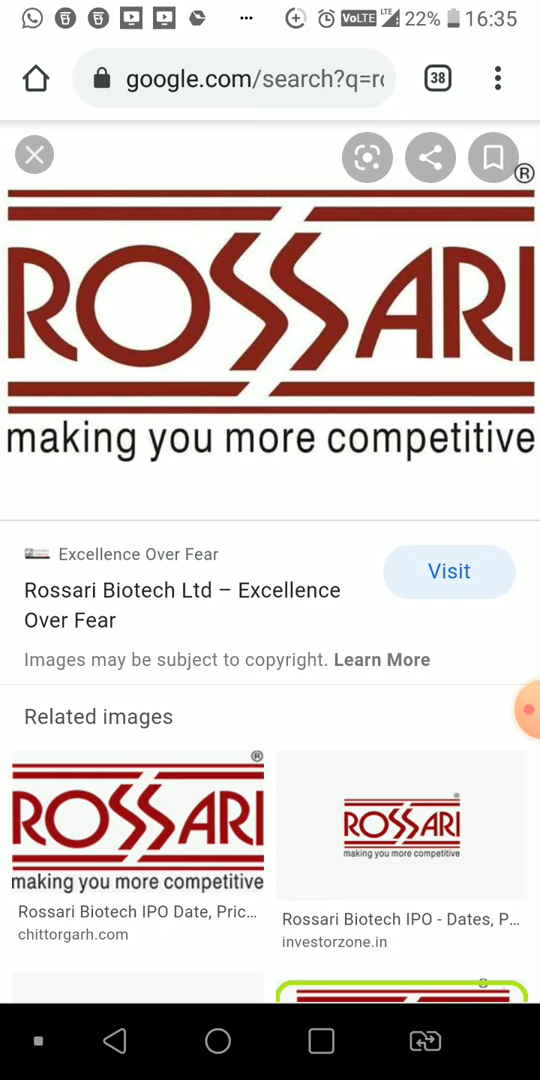 VoLTE LTE 22% 16:35
google.com/search?q=r
38
®
ROSSARI
making you more competitive
Excellence Over Fear
Rossari Biotech Ltd – Excellence
Over Fear
Visit
Images may be subject to copyright. Learn More
Related images
®
ROSSARI
making you more competitive
Rossari Biotech IPO Date, Pric...
chittorgarh.com
®
ROSSARI
making you more competitive
Rossari Biotech IPO - Dates, P...
investorzone.in